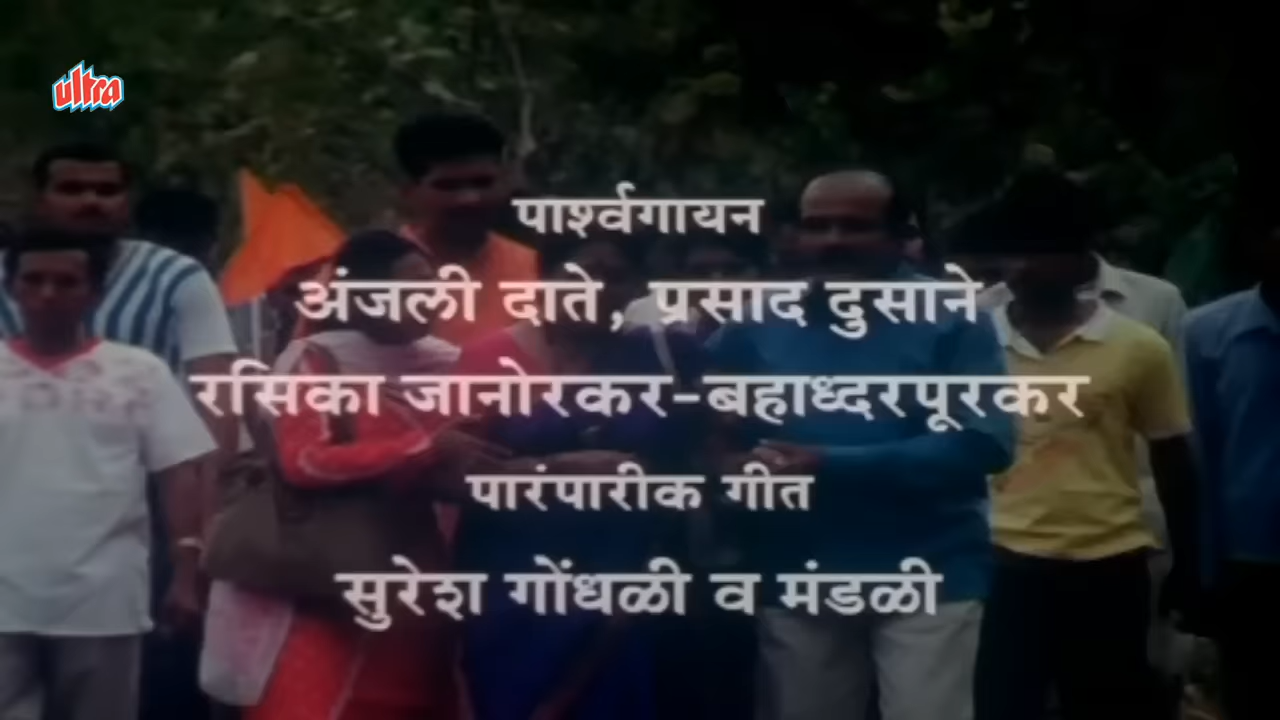 ultra
पार्श्वगायन
अंजली दाते, प्रसाद दुसाने
रसिका जानोरकर-बहाध्दरपूरकर
पारंपारीक गीत
सुरेश गोंधळी व मंडळी